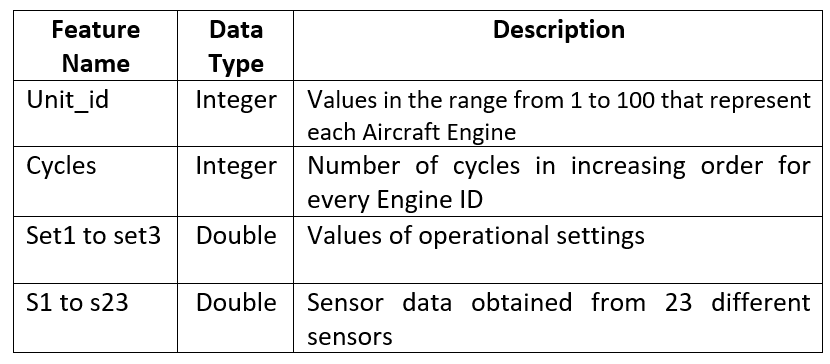 Feature Name
Data Type
Description
Unit_id
Integer
Values in the range from 1 to 100 that represent
each Aircraft Engine
Cycles
Integer
Number of cycles in increasing order for
every Engine ID
Set1 to set3
Double
Values of operational settings
S1 to s23
Double
Sensor data obtained from 23 different
sensors